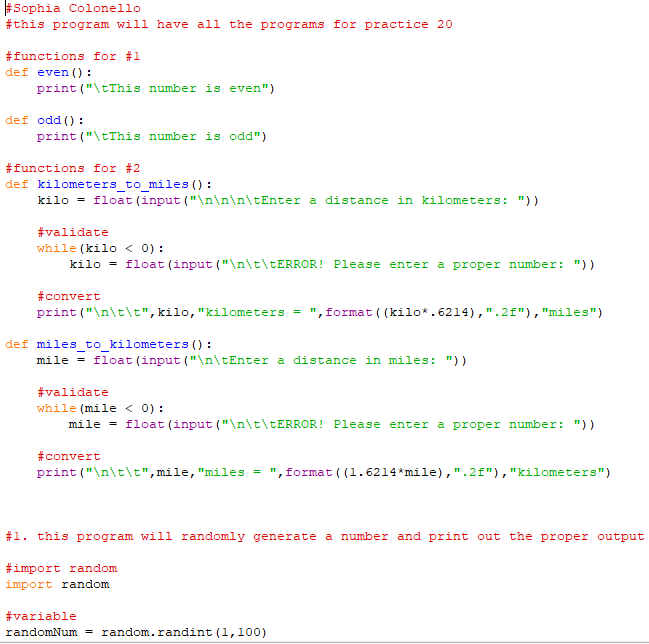 #Sophia Colonello
#this program will have all the programs for practice 20
#functions for #1
def even():
    print("\tThis number is even")
def odd():
    print("\tThis number is odd")
#functions for #2
def kilometers_to_miles():
    kilo = float(input("\n\n\n\tEnter a distance in kilometers: "))
    #validate
    while(kilo < 0):
        kilo = float(input("\n\t\tERROR! Please enter a proper number: "))
    #convert
    print("\n\t\t",kilo,"kilometers = ",format((kilo*.6214),".2f"),"miles")
def miles_to_kilometers():
    mile = float(input("\n\tEnter a distance in miles: "))
    #validate
    while(mile < 0):
        mile = float(input("\n\t\tERROR! Please enter a proper number: "))
    #convert
    print("\n\t\t",mile,"miles = ",format((1.6214*mile),".2f"),"kilometers")
#1. this program will randomly generate a number and print out the proper output
#import random
import random
#variable
randomNum = random.randint(1,100)